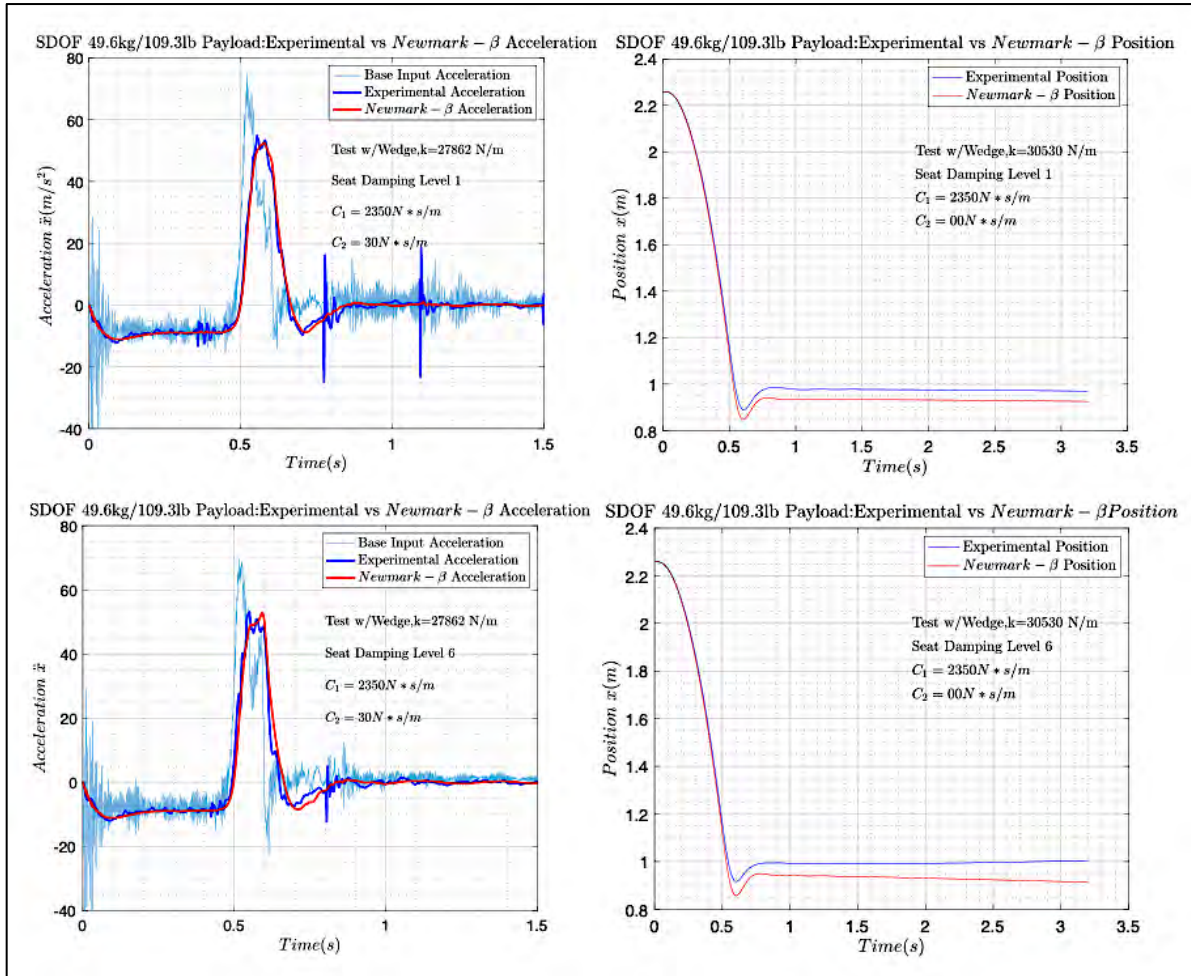 SDOF 49.6kg/109.3lb Payload:Experimental vs Newmark − β Acceleration
80
60
40
20
0
-20
-40
Acceleration ẍ(m/s²)
Base Input Acceleration
Experimental Acceleration
Newmark − β Acceleration
Test w/Wedge,k=27862 N/m
Seat Damping Level 1
C₁ = 2350N * s/m
C₂ = 30N * s/m
0 0.5 1 1.5
Time(s)
SDOF 49.6kg/109.3lb Payload:Experimental vs Newmark − β Position
2.4
2.2
2
1.8
1.6
1.4
1.2
1
0.8
Position x(m)
Experimental Position
Newmark − β Position
Test w/Wedge,k=30530 N/m
Seat Damping Level 1
C₁ = 2350N * s/m
C₂ = 00N * s/m
0 0.5 1 1.5 2 2.5 3 3.5
Time(s)
SDOF 49.6kg/109.3lb Payload:Experimental vs Newmark − β Acceleration
80
60
40
20
0
-20
-40
Acceleration ẍ
Base Input Acceleration
Experimental Acceleration
Newmark − β Acceleration
Test w/Wedge,k=27862 N/m
Seat Damping Level 6
C₁ = 2350N * s/m
C₂ = 30N * s/m
0 0.5 1 1.5
Time(s)
SDOF 49.6kg/109.3lb Payload:Experimental vs Newmark − βPosition
2.4
2.2
2
1.8
1.6
1.4
1.2
1
0.8
Position x(m)
Experimental Position
Newmark − β Position
Test w/Wedge,k=30530 N/m
Seat Damping Level 6
C₁ = 2350N * s/m
C₂ = 00N * s/m
0 0.5 1 1.5 2 2.5 3 3.5
Time(s)